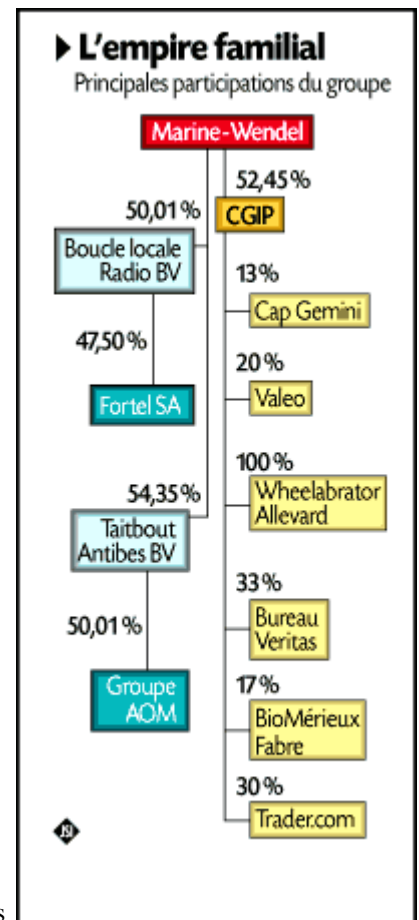 L'empire familial
Principales participations du groupe
Marine-Wendel
52,45 %
50,01 %
CGIP
Boucle locale
Radio BV
13 %
Cap Gemini
47,50 %
20 %
Fortel SA
Valeo
100 %
54,35 %
Wheelabrator
Allevard
Taitbout
Antibes BV
33 %
50,01 %
Bureau
Veritas
Groupe
AOM
17 %
BioMérieux
Fabre
30 %
Trader.com
s